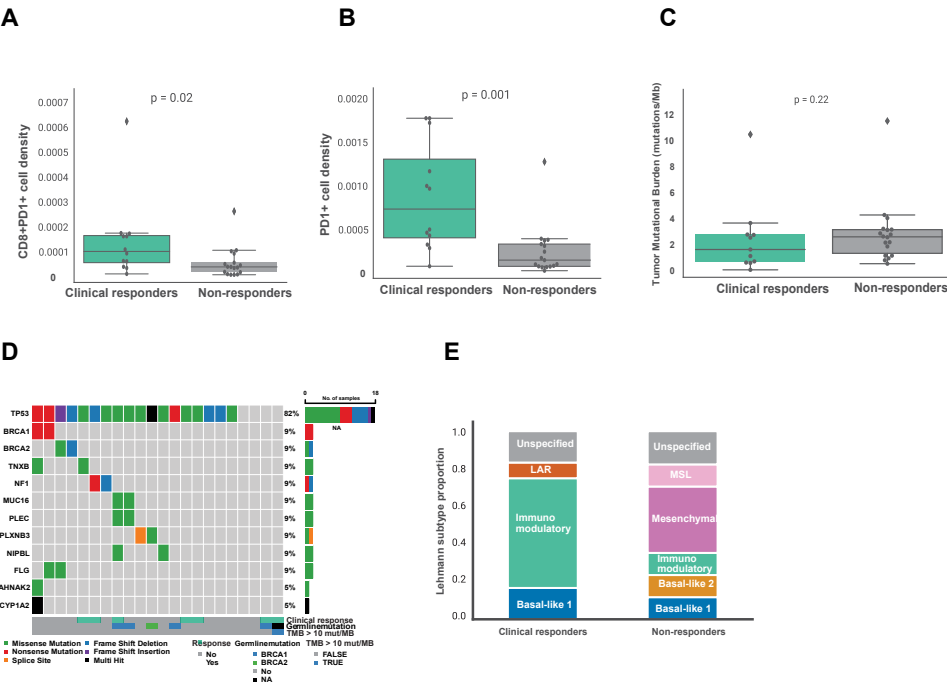 A
B
C
0.0007
0.0006
0.0005
0.0004
0.0003
0.0002
0.0001
0
CD8+PD1+ cell density
p = 0.02
Clinical responders
Non-responders
0.0020
0.0015
0.0010
0.0005
0
PD1+ cell density
p = 0.001
Clinical responders
Non-responders
12
10
8
6
4
2
0
Tumor Mutational Burden (mutations/Mb)
p = 0.22
Clinical responders
Non-responders
D
E
0
18
No. of samples
NA
TP53 82%
BRCA1 9%
BRCA2 9%
TNXB 9%
NF1 9%
MUC16 9%
PLEC 9%
PLXNB3 9%
NIPBL 9%
FLG 9%
AHNAK2 5%
CYP1A2 5%
Clinical response
Germlinemutation
TMB > 10 mut/MB
Missense Mutation
Nonsense Mutation
Splice Site
Frame Shift Deletion
Frame Shift Insertion
Multi Hit
Response
No
Yes
Germlinemutation
BRCA1
BRCA2
No
NA
TMB > 10 mut/MB
FALSE
TRUE
1.0
0.8
0.6
0.4
0.2
0.0
Lehmann subtype proportion
Unspecified
LAR
Immuno
modulatory
Basal-like 1
Clinical responders
Unspecified
MSL
Mesenchymal
Immuno
modulatory
Basal-like 2
Basal-like 1
Non-responders